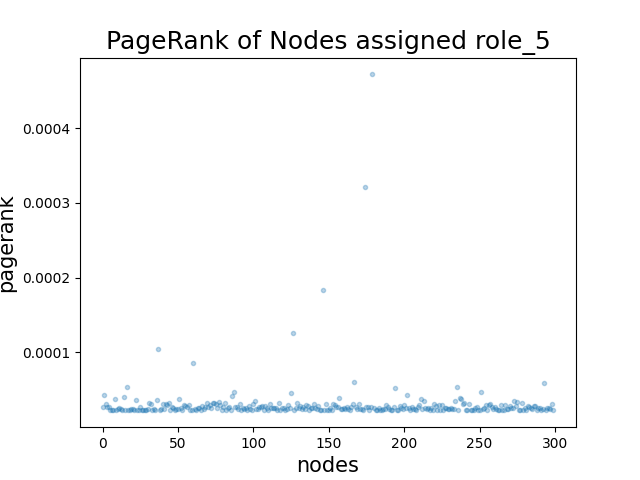 PageRank of Nodes assigned role_5
0.0004
0.0003
0.0002
0.0001
pagerank
0 50 100 150 200 250 300
nodes